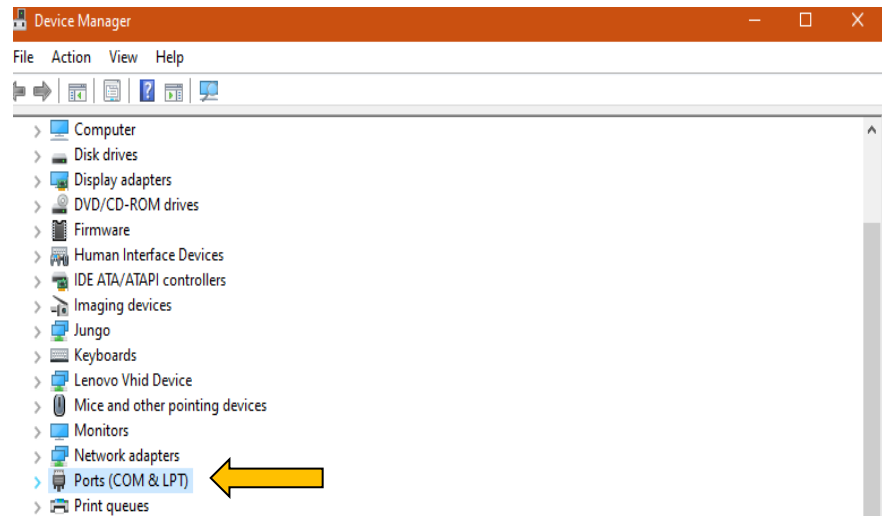 Device Manager
File Action View Help
Computer
Disk drives
Display adapters
DVD/CD-ROM drives
Firmware
Human Interface Devices
IDE ATA/ATAPI controllers
Imaging devices
Jungo
Keyboards
Lenovo Vhid Device
Mice and other pointing devices
Monitors
Network adapters
Ports (COM & LPT)
Print queues